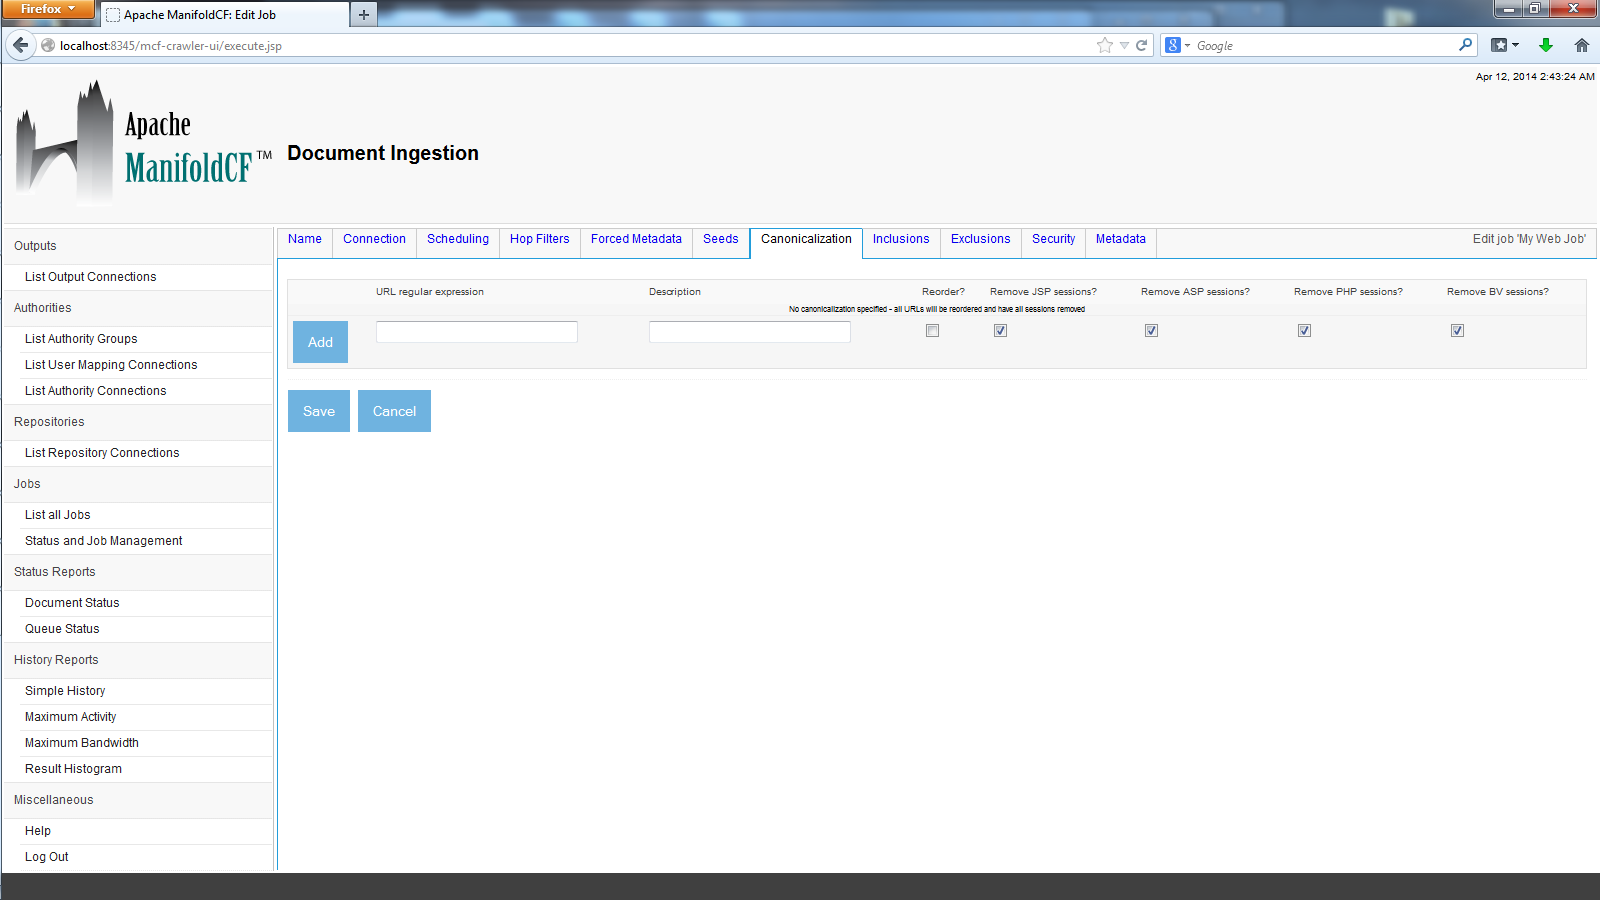 Firefox
Apache ManifoldCF: Edit Job
localhost:8345/mcf-crawler-ui/execute.jsp
Google
Apr 12, 2014 2:43:24 AM
Apache
ManifoldCF™
Document Ingestion
Outputs
List Output Connections
Authorities
List Authority Groups
List User Mapping Connections
List Authority Connections
Repositories
List Repository Connections
Jobs
List all Jobs
Status and Job Management
Status Reports
Document Status
Queue Status
History Reports
Simple History
Maximum Activity
Maximum Bandwidth
Result Histogram
Miscellaneous
Help
Log Out
Name Connection Scheduling Hop Filters Forced Metadata Seeds Canonicalization Inclusions Exclusions Security Metadata Edit job 'My Web Job'
URL regular expression Description Reorder? Remove JSP sessions? Remove ASP sessions? Remove PHP sessions? Remove BV sessions?
No canonicalization specified - all URLs will be reordered and have all sessions removed
Add
Save Cancel